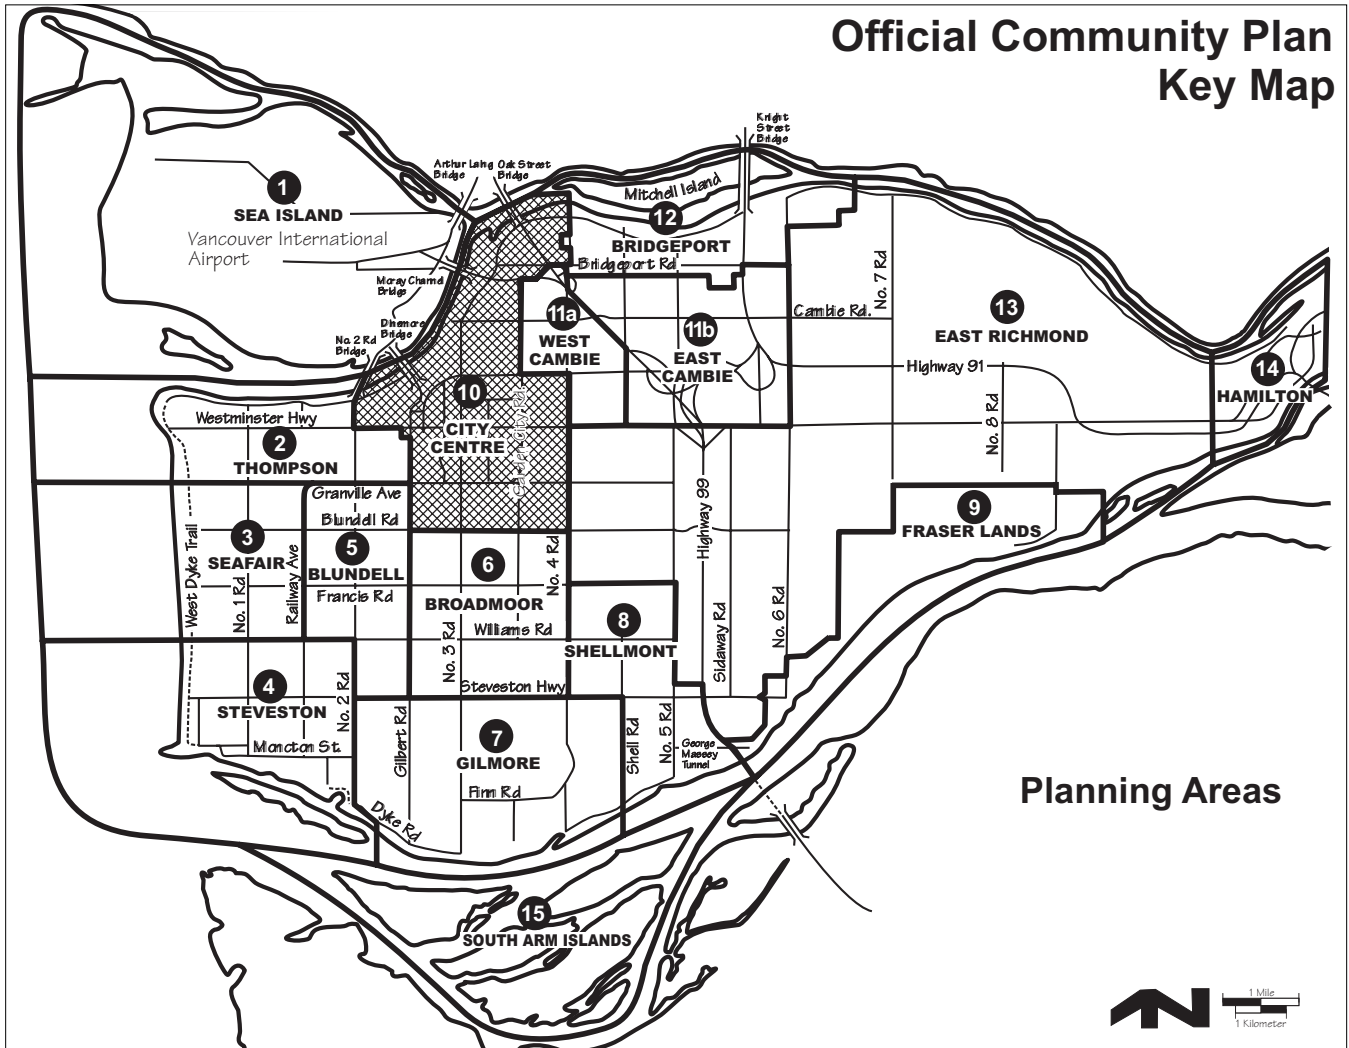 Official Community Plan
Key Map
Knight
Street
Bridge
Arthur Laing
Bridge
Oak Street
Bridge
Mitchell Island
1
SEA ISLAND
Vancouver International
Airport
12
BRIDGEPORT
Bridgeport Rd
Moray Channel
Bridge
No. 7 Rd
Dinsmore
Bridge
No. 2 Rd
Bridge
11a
WEST
CAMBIE
11b
EAST
CAMBIE
Cambie Rd.
13
EAST RICHMOND
Highway 91
14
HAMILTON
10
CITY
CENTRE
Garden City Rd
Westminster Hwy
2
THOMPSON
No. 8 Rd
Granville Ave
Blundell Rd
Highway 99
9
FRASER LANDS
West Dyke Trail
3
SEAFAIR
No. 1 Rd
Railway Ave
5
BLUNDELL
Francis Rd
6
BROADMOOR
No. 4 Rd
Williams Rd
No. 3 Rd
8
SHELLMONT
Sidaway Rd
No. 6 Rd
4
STEVESTON
No. 2 Rd
Steveston Hwy
Moncton St.
Gilbert Rd
7
GILMORE
Finn Rd
Shell Rd
No. 5 Rd
George
Massey
Tunnel
Dyke Rd
Planning Areas
15
SOUTH ARM ISLANDS
N
1 Mile
1 Kilometer